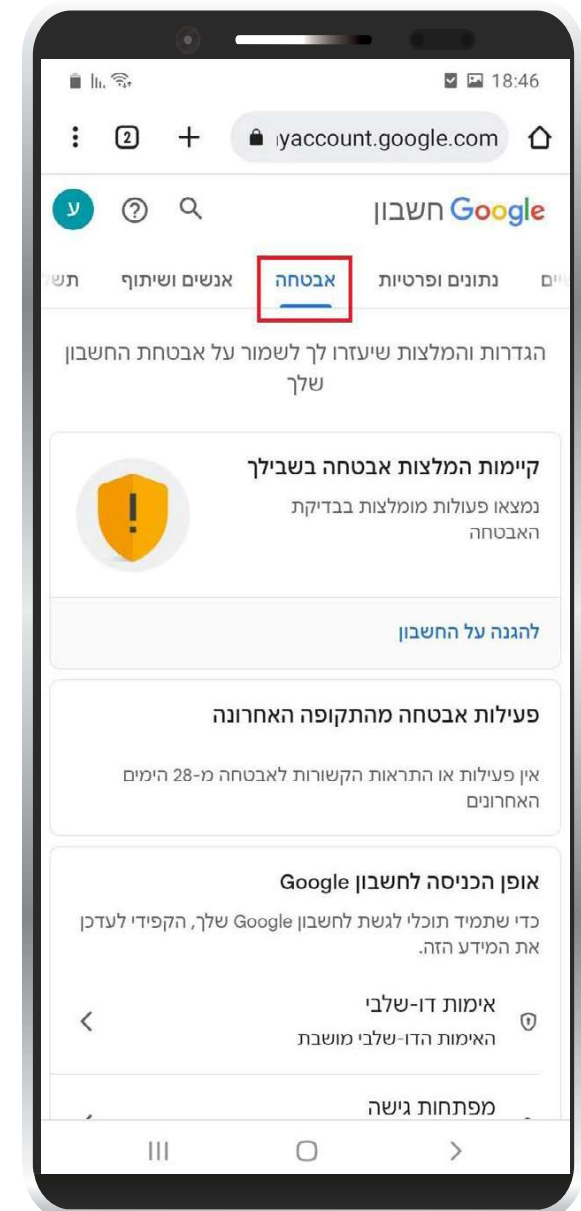 18:46
yaccount.google.com
2
חשבון Google
ע
נתונים ופרטיות
אבטחה
אנשים ושיתוף
הגדרות והמלצות שיעזרו לך לשמור על אבטחת החשבון
שלך
קיימות המלצות אבטחה בשבילך
נמצאו פעולות מומלצות בבדיקת
האבטחה
להגנה על החשבון
פעילות אבטחה מהתקופה האחרונה
אין פעילות או התראות הקשורות לאבטחה מ-28 הימים
האחרונים
אופן הכניסה לחשבון Google
כדי שתמיד תוכלי לגשת לחשבון Google שלך, הקפידי לעדכן
את המידע הזה.
אימות דו-שלבי
האימות הדו-שלבי מושבת
מפתחות גישה